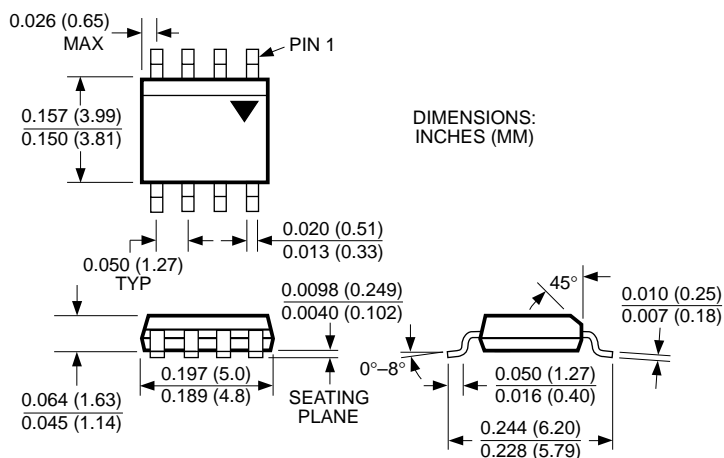 0.026 (0.65)
MAX
PIN 1
0.157 (3.99)
0.150 (3.81)
DIMENSIONS:
INCHES (MM)
0.020 (0.51)
0.013 (0.33)
0.050 (1.27)
TYP
0.0098 (0.249)
0.0040 (0.102)
45°
0.010 (0.25)
0.007 (0.18)
0°–8°
0.064 (1.63)
0.045 (1.14)
0.197 (5.0)
0.189 (4.8)
SEATING
PLANE
0.050 (1.27)
0.016 (0.40)
0.244 (6.20)
0.228 (5.79)